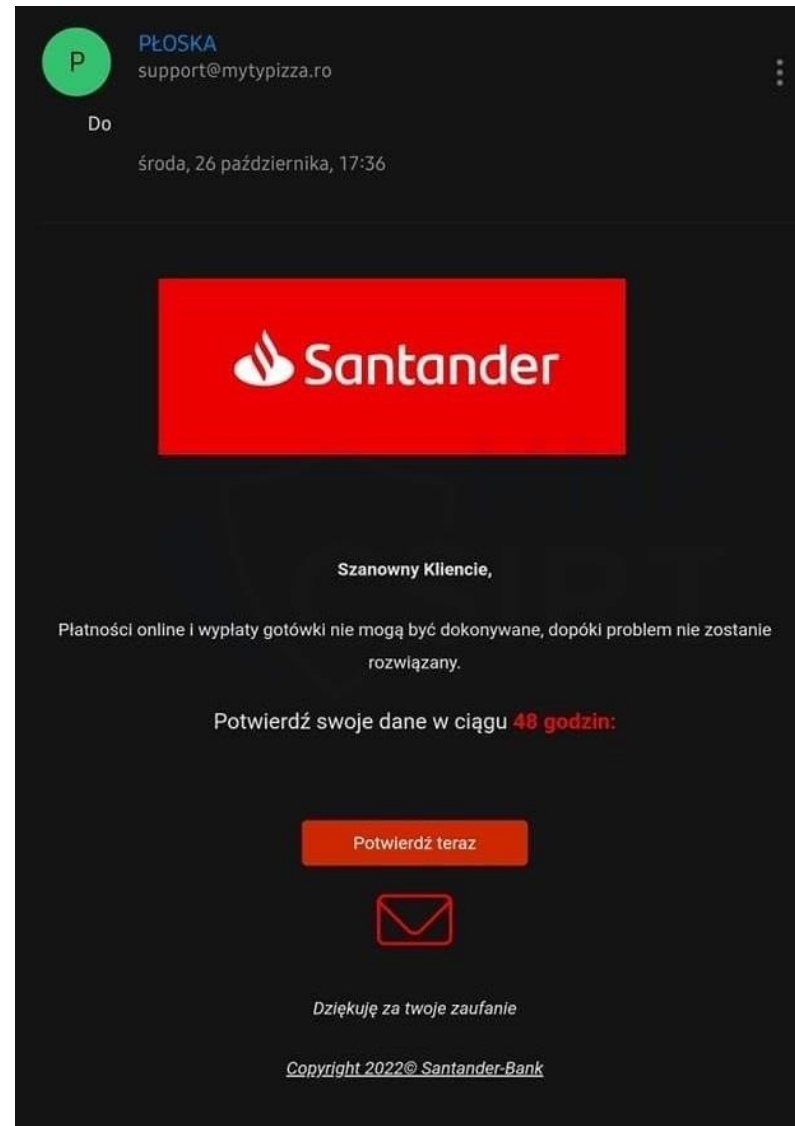 P
PŁOSKA
support@mytypizza.ro
Do
środa, 26 października, 17:36
Santander
CSIRT
Szanowny Kliencie,
Płatności online i wypłaty gotówki nie mogą być dokonywane, dopóki problem nie zostanie
rozwiązany.
Potwierdź swoje dane w ciągu 48 godzin:
Potwierdź teraz
Dziękuję za twoje zaufanie
Copyright 2022© Santander-Bank